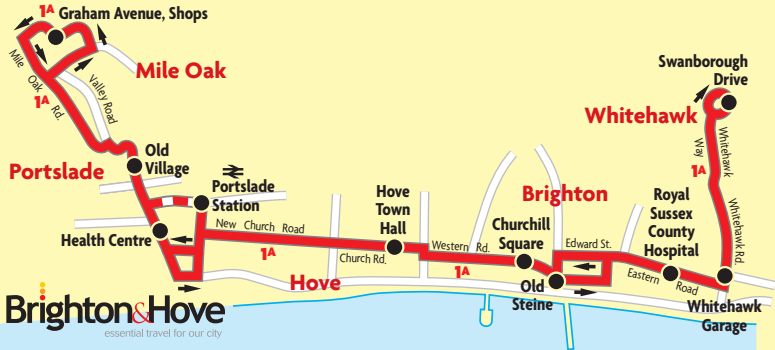 1A
Graham Avenue, Shops
Mile Oak
Mile Oak Rd.
1A
Valley Road
Old
Village
Portslade
Portslade
Station
Health Centre
New Church Road
1A
Hove
Church Rd.
Hove
Town
Hall
Western Rd.
1A
Brighton
Churchill
Square
Old
Steine
Edward St.
Eastern Road
Royal
Sussex
County
Hospital
Swanborough
Drive
Whitehawk
Whitehawk
Way
1A
Whitehawk Rd.
Whitehawk
Garage
Brighton&Hove
essential travel for our city